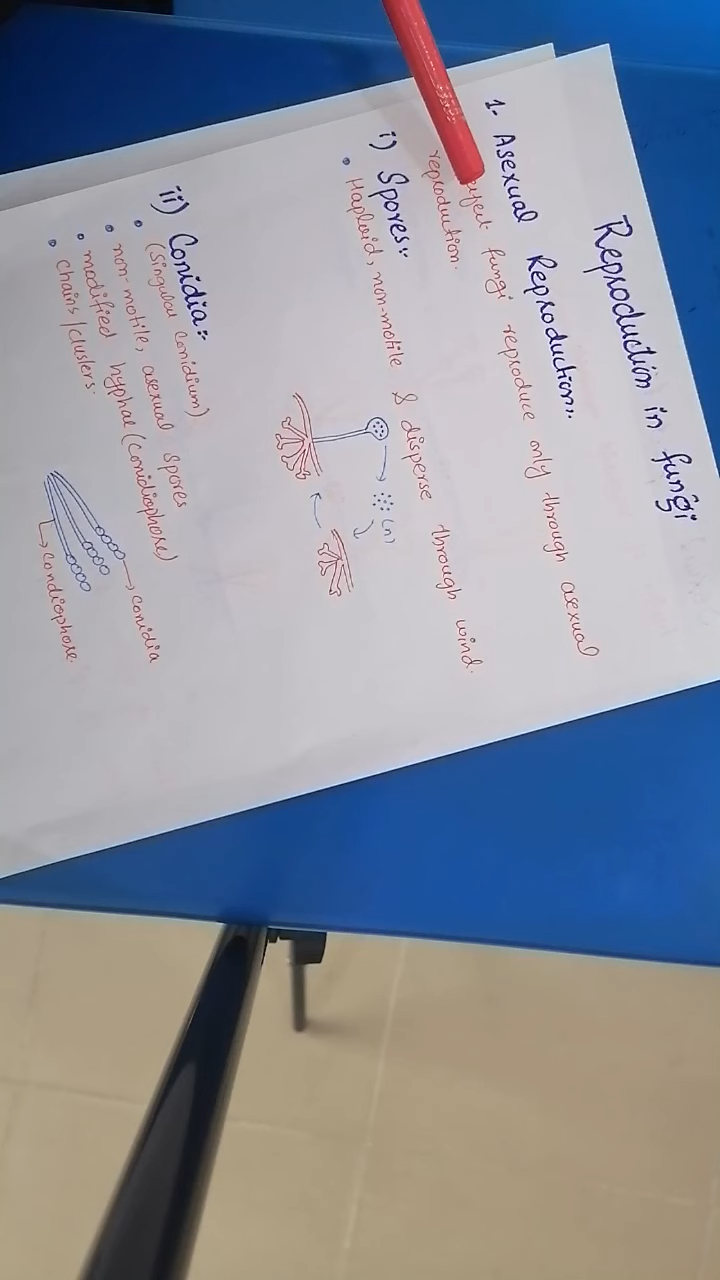 Reproduction in fungi
1- Asexual Reproduction:-
fungi reproduce only through asexual
reproduction.
i) Spores:-
• Haploid, non-motile & disperse through wind.
(n)
ii) Conidia:-
• (Singular conidium)
• non-motile, asexual spores
• modified hyphae (conidiophore)
• chains/clusters.
→ conidia
→ condiophore.